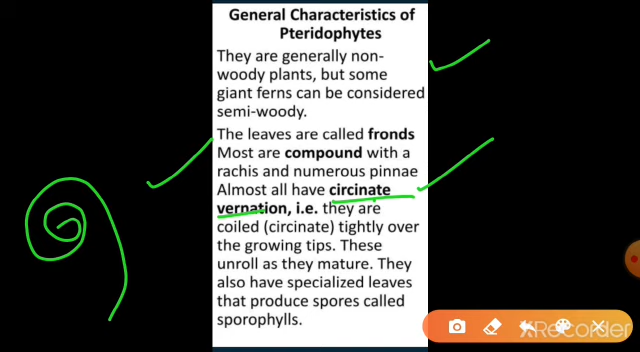 General Characteristics of
Pteridophytes
They are generally non-
woody plants, but some
giant ferns can be considered
semi-woody.
The leaves are called fronds
Most are compound with a
rachis and numerous pinnae
Almost all have circinate
vernation, i.e. they are
coiled (circinate) tightly over
the growing tips. These
unroll as they mature. They
also have specialized leaves
that produce spores called
sporophylls.
XRecorder